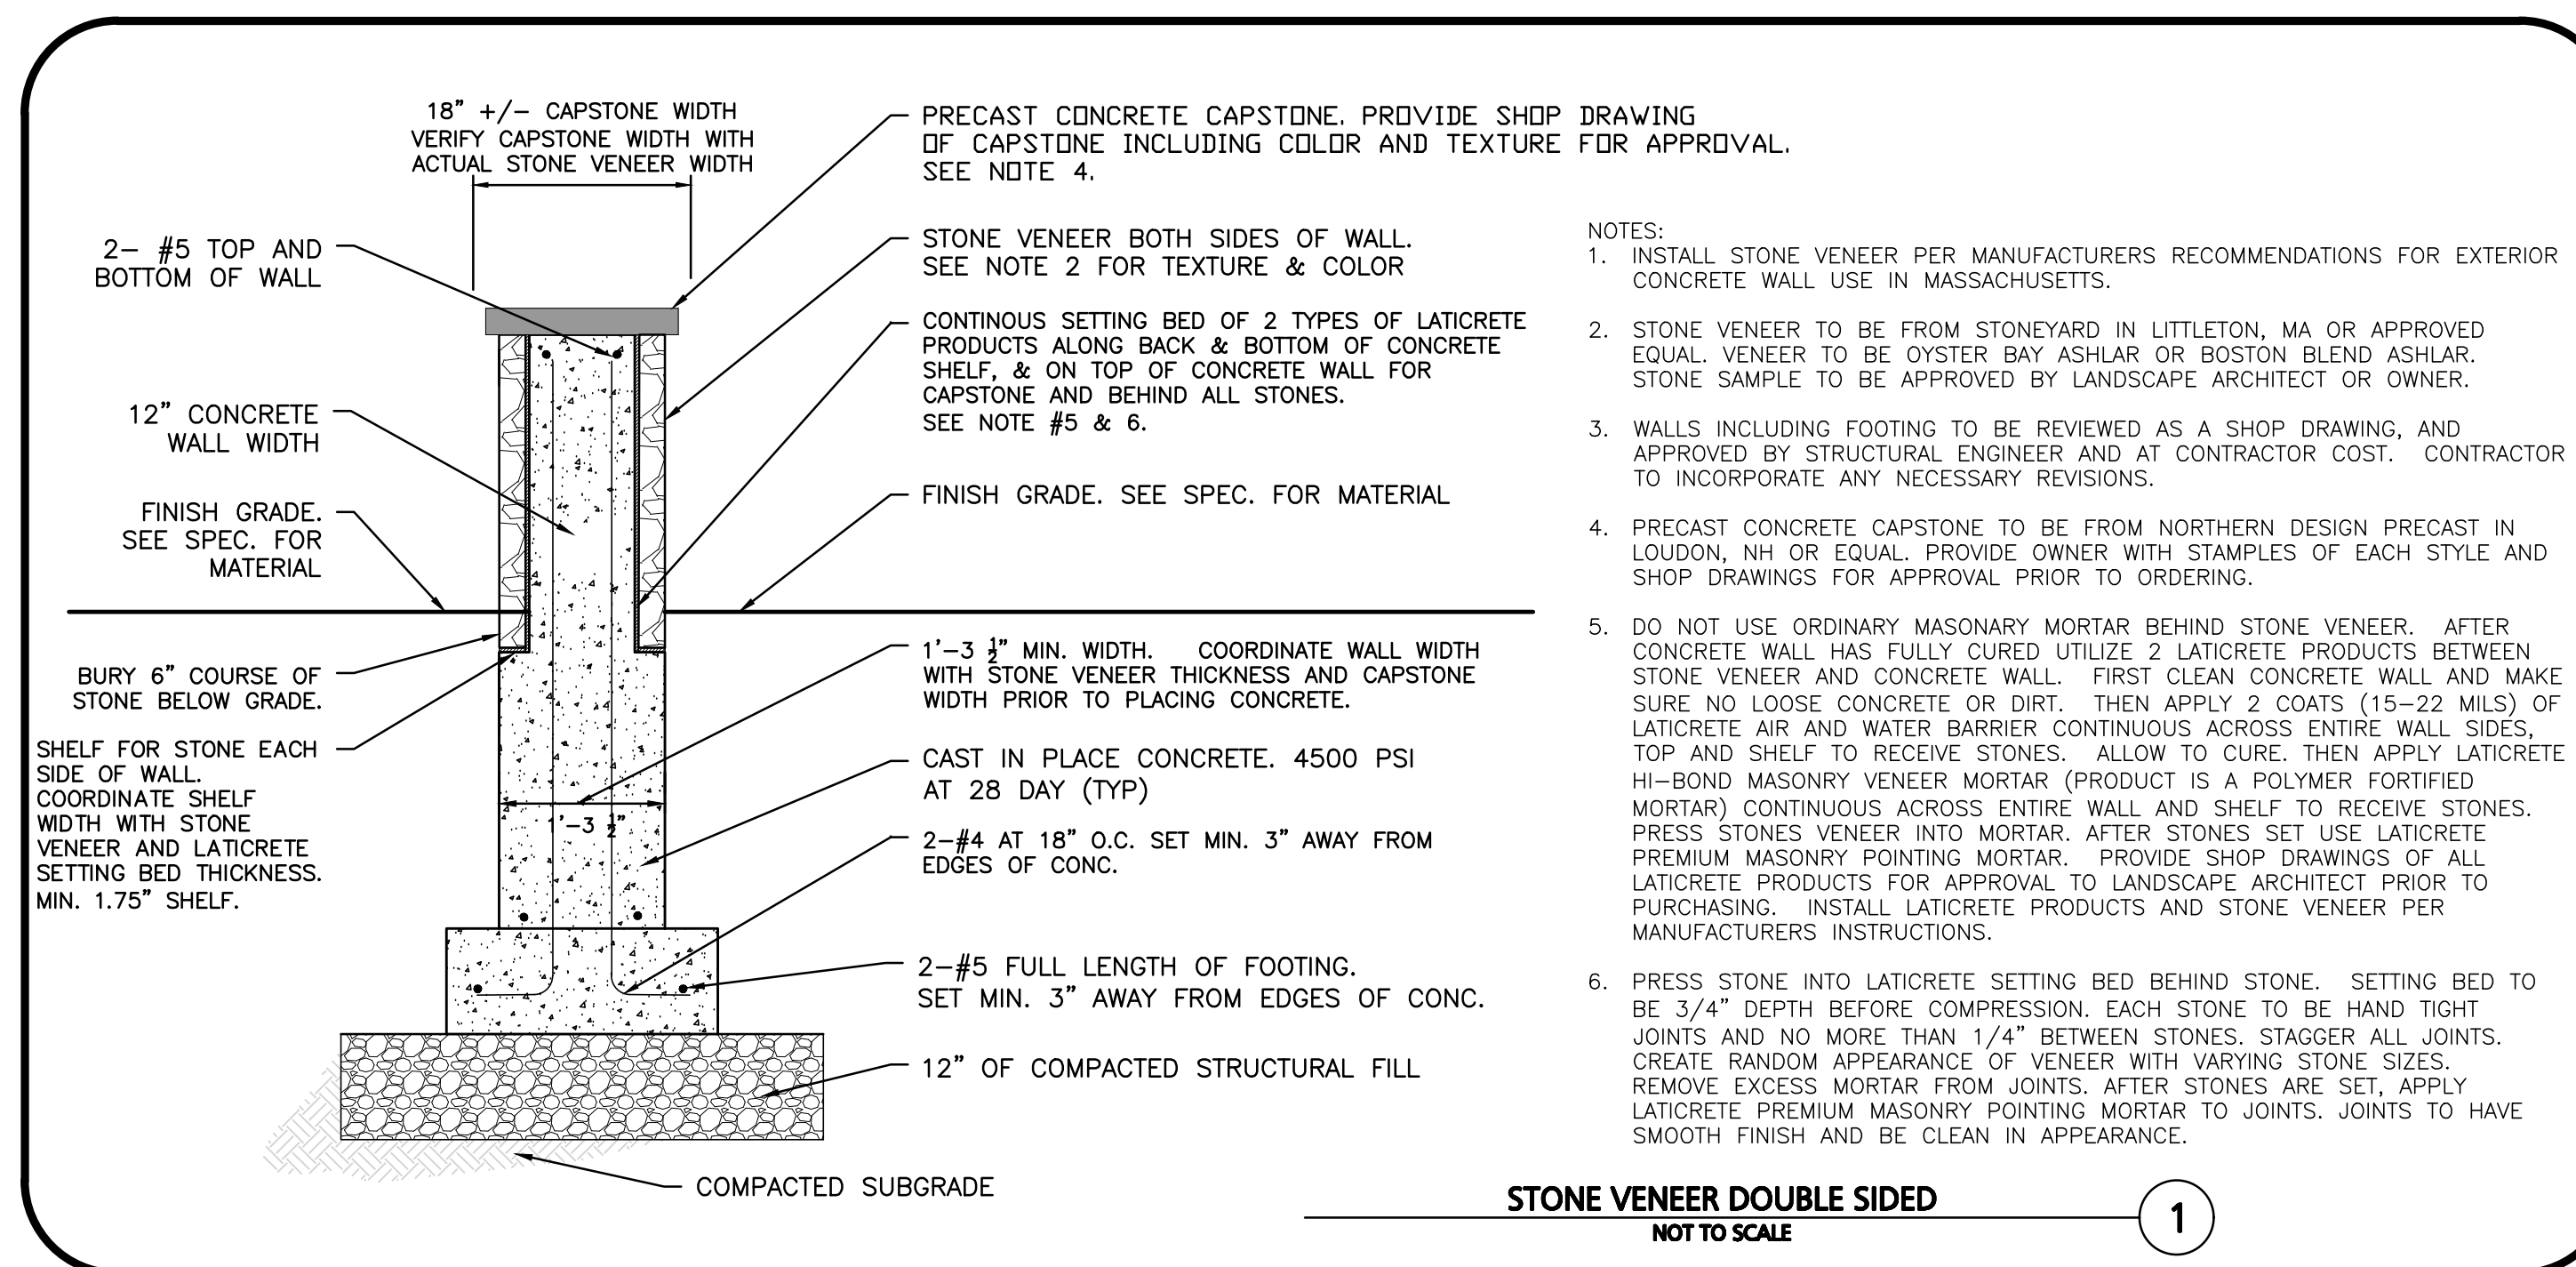 18" +/- CAPSTONE WIDTH
VERIFY CAPSTONE WIDTH WITH
ACTUAL STONE VENEER WIDTH
2- #5 TOP AND
BOTTOM OF WALL
12" CONCRETE
WALL WIDTH
FINISH GRADE.
SEE SPEC. FOR
MATERIAL
BURY 6" COURSE OF
STONE BELOW GRADE.
SHELF FOR STONE EACH
SIDE OF WALL.
COORDINATE SHELF
WIDTH WITH STONE
VENEER AND LATICRETE
SETTING BED THICKNESS.
MIN. 1.75" SHELF.
PRECAST CONCRETE CAPSTONE. PROVIDE SHOP DRAWING
OF CAPSTONE INCLUDING COLOR AND TEXTURE FOR APPROVAL.
SEE NOTE 4.
STONE VENEER BOTH SIDES OF WALL.
SEE NOTE 2 FOR TEXTURE & COLOR
CONTINOUS SETTING BED OF 2 TYPES OF LATICRETE
PRODUCTS ALONG BACK & BOTTOM OF CONCRETE
SHELF, & ON TOP OF CONCRETE WALL FOR
CAPSTONE AND BEHIND ALL STONES.
SEE NOTE #5 & 6.
FINISH GRADE. SEE SPEC. FOR MATERIAL
1'-3 ½" MIN. WIDTH. COORDINATE WALL WIDTH
WITH STONE VENEER THICKNESS AND CAPSTONE
WIDTH PRIOR TO PLACING CONCRETE.
CAST IN PLACE CONCRETE. 4500 PSI
AT 28 DAY (TYP)
1'-3 ½"
2-#4 AT 18" O.C. SET MIN. 3" AWAY FROM
EDGES OF CONC.
2-#5 FULL LENGTH OF FOOTING.
SET MIN. 3" AWAY FROM EDGES OF CONC.
12" OF COMPACTED STRUCTURAL FILL
COMPACTED SUBGRADE
NOTES:
1. INSTALL STONE VENEER PER MANUFACTURERS RECOMMENDATIONS FOR EXTERIOR
CONCRETE WALL USE IN MASSACHUSETTS.
2. STONE VENEER TO BE FROM STONEYARD IN LITTLETON, MA OR APPROVED
EQUAL. VENEER TO BE OYSTER BAY ASHLAR OR BOSTON BLEND ASHLAR.
STONE SAMPLE TO BE APPROVED BY LANDSCAPE ARCHITECT OR OWNER.
3. WALLS INCLUDING FOOTING TO BE REVIEWED AS A SHOP DRAWING, AND
APPROVED BY STRUCTURAL ENGINEER AND AT CONTRACTOR COST. CONTRACTOR
TO INCORPORATE ANY NECESSARY REVISIONS.
4. PRECAST CONCRETE CAPSTONE TO BE FROM NORTHERN DESIGN PRECAST IN
LOUDON, NH OR EQUAL. PROVIDE OWNER WITH STAMPLES OF EACH STYLE AND
SHOP DRAWINGS FOR APPROVAL PRIOR TO ORDERING.
5. DO NOT USE ORDINARY MASONARY MORTAR BEHIND STONE VENEER. AFTER
CONCRETE WALL HAS FULLY CURED UTILIZE 2 LATICRETE PRODUCTS BETWEEN
STONE VENEER AND CONCRETE WALL. FIRST CLEAN CONCRETE WALL AND MAKE
SURE NO LOOSE CONCRETE OR DIRT. THEN APPLY 2 COATS (15-22 MILS) OF
LATICRETE AIR AND WATER BARRIER CONTINUOUS ACROSS ENTIRE WALL SIDES,
TOP AND SHELF TO RECEIVE STONES. ALLOW TO CURE. THEN APPLY LATICRETE
HI-BOND MASONRY VENEER MORTAR (PRODUCT IS A POLYMER FORTIFIED
MORTAR) CONTINUOUS ACROSS ENTIRE WALL AND SHELF TO RECEIVE STONES.
PRESS STONES VENEER INTO MORTAR. AFTER STONES SET USE LATICRETE
PREMIUM MASONRY POINTING MORTAR. PROVIDE SHOP DRAWINGS OF ALL
LATICRETE PRODUCTS FOR APPROVAL TO LANDSCAPE ARCHITECT PRIOR TO
PURCHASING. INSTALL LATICRETE PRODUCTS AND STONE VENEER PER
MANUFACTURERS INSTRUCTIONS.
6. PRESS STONE INTO LATICRETE SETTING BED BEHIND STONE. SETTING BED TO
BE 3/4" DEPTH BEFORE COMPRESSION. EACH STONE TO BE HAND TIGHT
JOINTS AND NO MORE THAN 1/4" BETWEEN STONES. STAGGER ALL JOINTS.
CREATE RANDOM APPEARANCE OF VENEER WITH VARYING STONE SIZES.
REMOVE EXCESS MORTAR FROM JOINTS. AFTER STONES ARE SET, APPLY
LATICRETE PREMIUM MASONRY POINTING MORTAR TO JOINTS. JOINTS TO HAVE
SMOOTH FINISH AND BE CLEAN IN APPEARANCE.
STONE VENEER DOUBLE SIDED
NOT TO SCALE
1